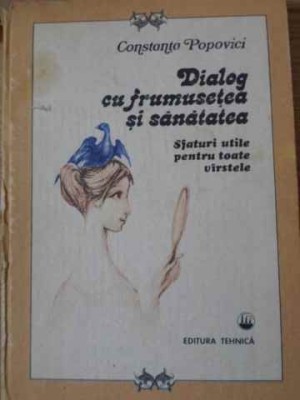 Constanța Popovici
Dialog
cu frumusețea
și sănătatea
Sfaturi utile
pentru toate
vîrstele
EDITURA TEHNICĂ